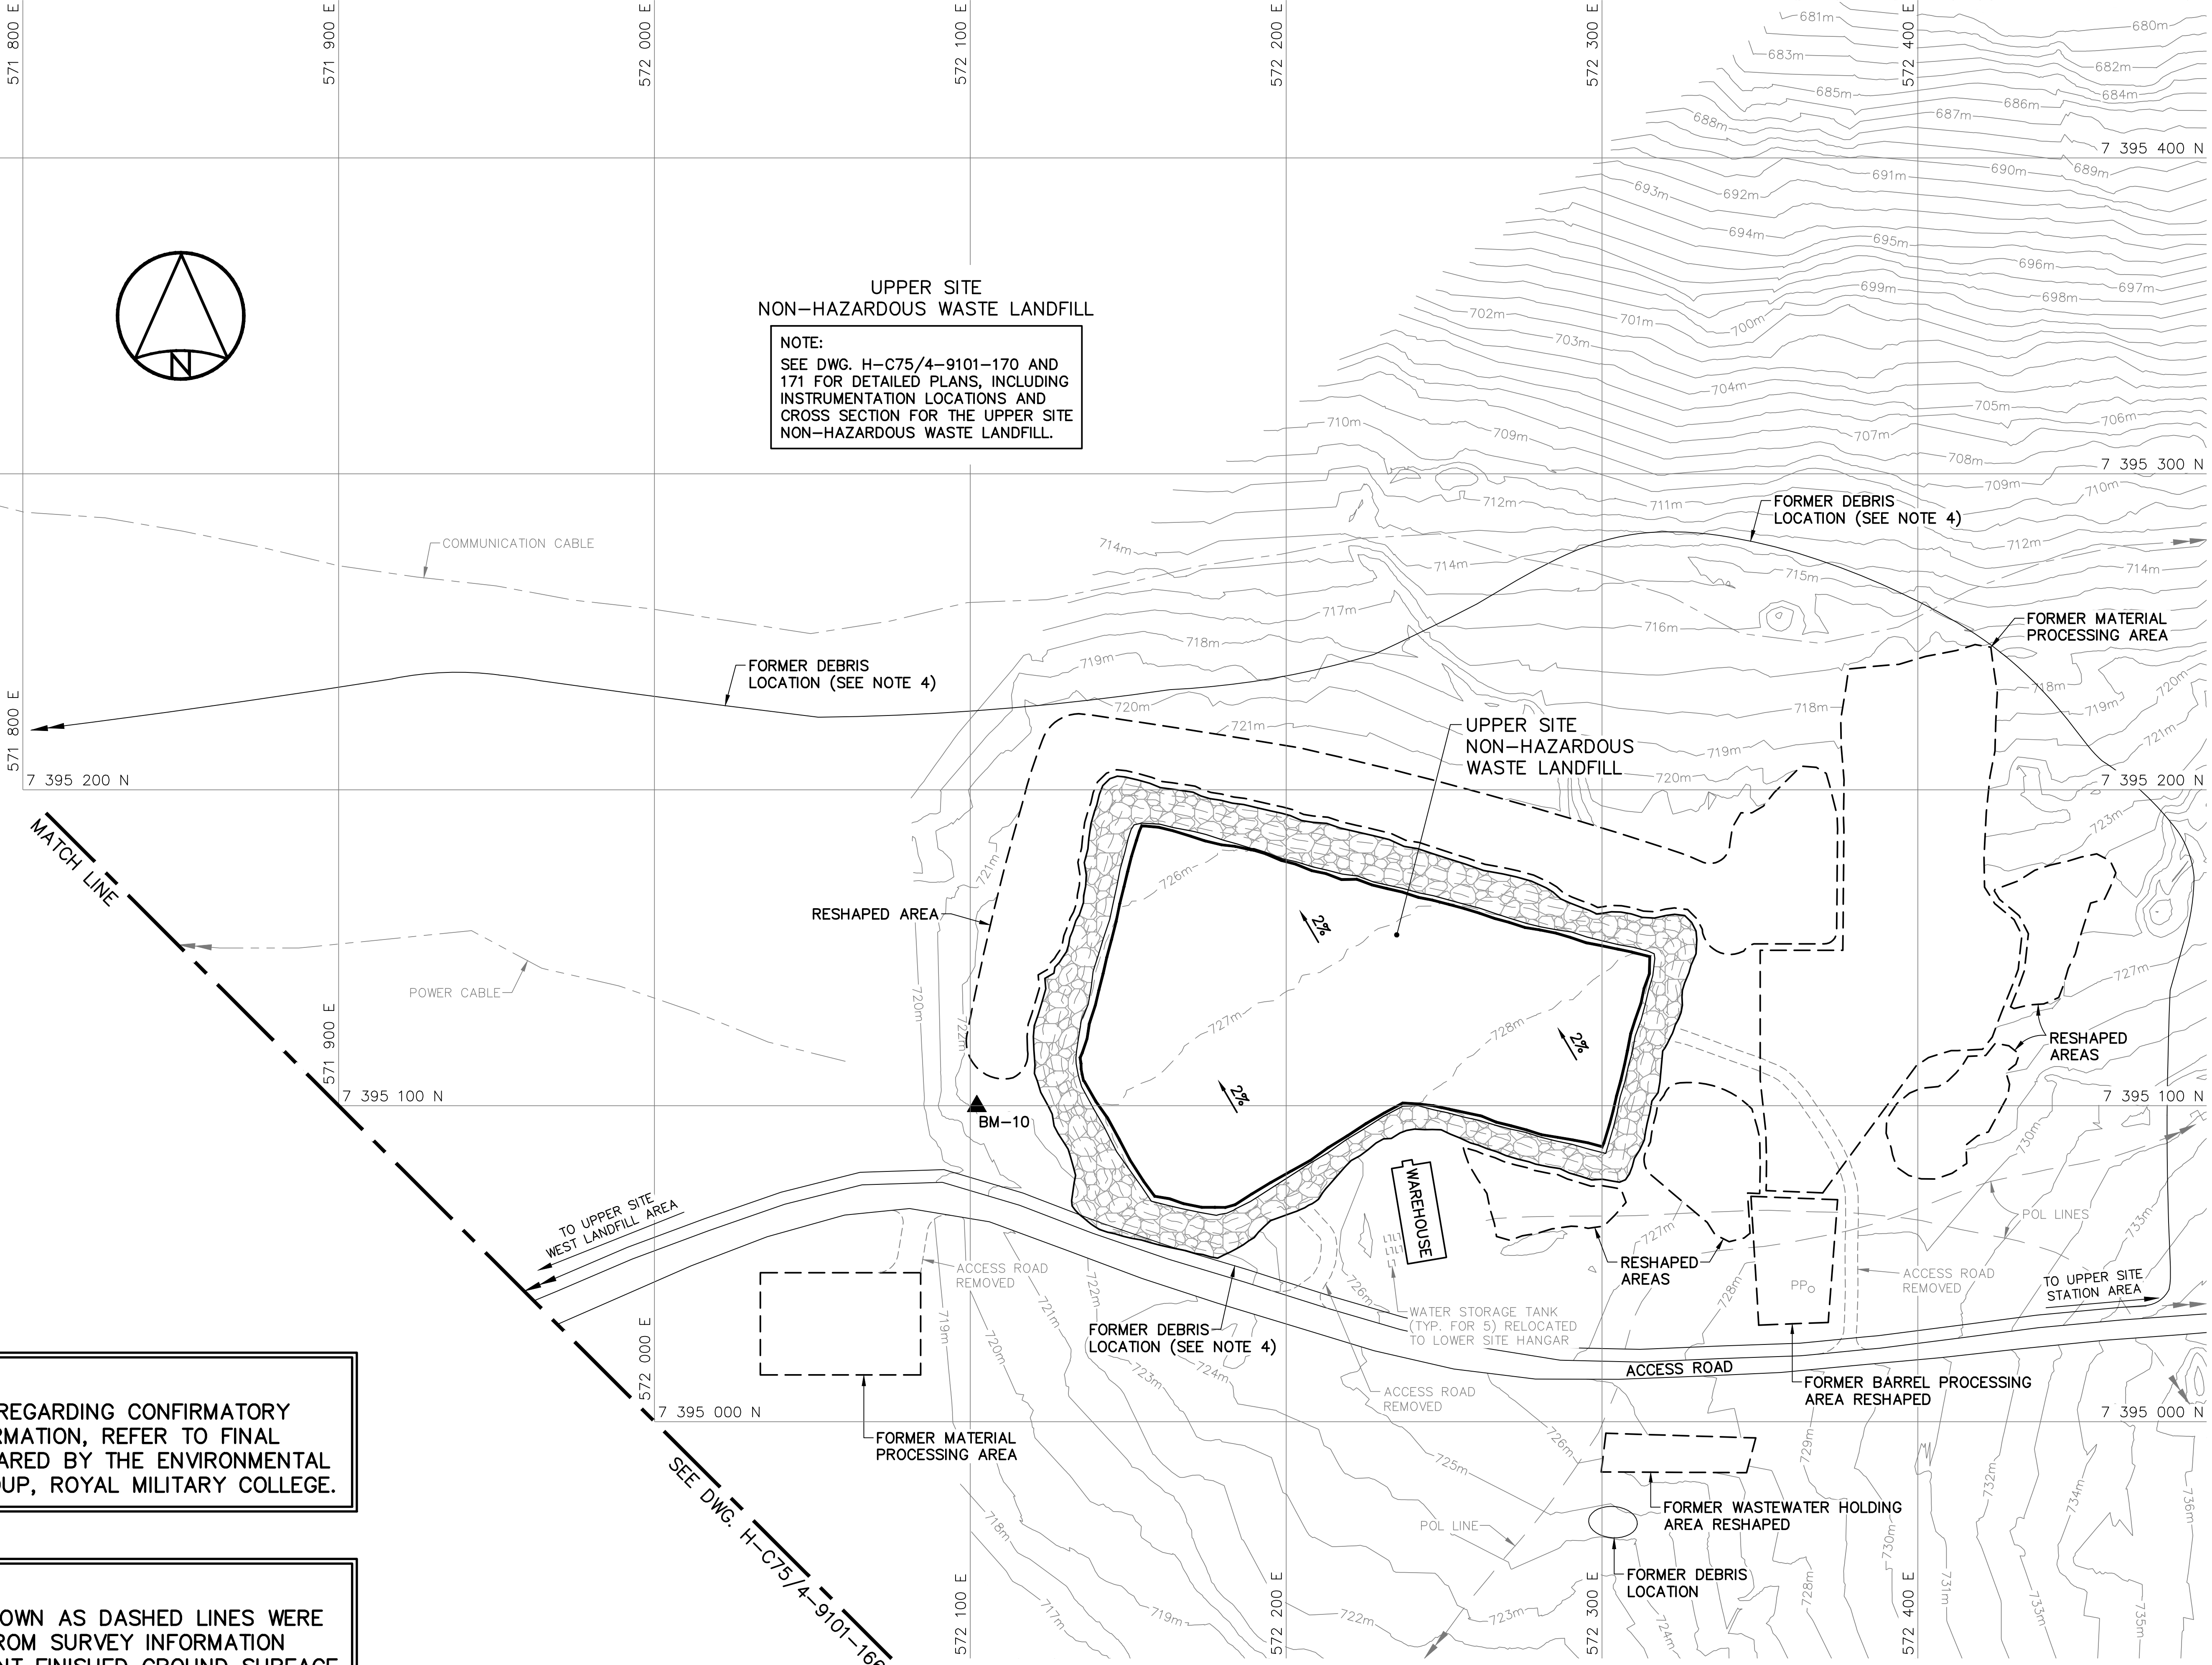 571 800 E
571 900 E
572 000 E
572 100 E
572 200 E
572 300 E
572 400 E
681m
680m
683m
682m
685m
684m
686m
688m
687m
7 395 400 N
691m
690m
689m
693m
692m
694m
695m
696m
699m
698m
697m
702m
701m
700m
703m
704m
705m
706m
710m
709m
707m
708m
7 395 300 N
709m
710m
712m
711m
N
UPPER SITE
NON-HAZARDOUS WASTE LANDFILL
NOTE:
SEE DWG. H-C75/4-9101-170 AND
171 FOR DETAILED PLANS, INCLUDING
INSTRUMENTATION LOCATIONS AND
CROSS SECTION FOR THE UPPER SITE
NON-HAZARDOUS WASTE LANDFILL.
FORMER DEBRIS
LOCATION (SEE NOTE 4)
COMMUNICATION CABLE
714m
714m
712m
714m
715m
717m
716m
718m
719m
FORMER MATERIAL
PROCESSING AREA
FORMER DEBRIS
LOCATION (SEE NOTE 4)
720m
721m
718m
719m
720m
718m
719m
720m
721m
723m
UPPER SITE
NON-HAZARDOUS
WASTE LANDFILL
571 800 E
7 395 200 N
7 395 200 N
MATCH LINE
RESHAPED AREA
721m
726m
2%
727m
728m
2%
2%
720m
722m
727m
POWER CABLE
RESHAPED
AREAS
571 900 E
7 395 100 N
7 395 100 N
BM-10
730m
733m
TO UPPER SITE
WEST LANDFILL AREA
WAREHOUSE
POL LINES
727m
728m
RESHAPED
AREAS
ACCESS ROAD
REMOVED
PP
ACCESS ROAD
REMOVED
TO UPPER SITE
STATION AREA
726m
WATER STORAGE TANK
(TYP. FOR 5) RELOCATED
TO LOWER SITE HANGAR
FORMER DEBRIS
LOCATION (SEE NOTE 4)
719m
720m
721m
722m
723m
724m
ACCESS ROAD
FORMER BARREL PROCESSING
AREA RESHAPED
ACCESS ROAD
REMOVED
572 000 E
7 395 000 N
7 395 000 N
FORMER MATERIAL
PROCESSING AREA
REGARDING CONFIRMATORY
RMATION, REFER TO FINAL
ARED BY THE ENVIRONMENTAL
OUP, ROYAL MILITARY COLLEGE.
SEE DWG. H-C75/4-9101-166
725m
726m
729m
732m
734m
736m
FORMER WASTEWATER HOLDING
AREA RESHAPED
POL LINE
718m
730m
FORMER DEBRIS
LOCATION
717m
719m
722m
723m
724m
728m
731m
733m
735m
572 100 E
572 200 E
572 300 E
572 400 E
OWN AS DASHED LINES WERE
ROM SURVEY INFORMATION
NT FINISHED GROUND SURFACE